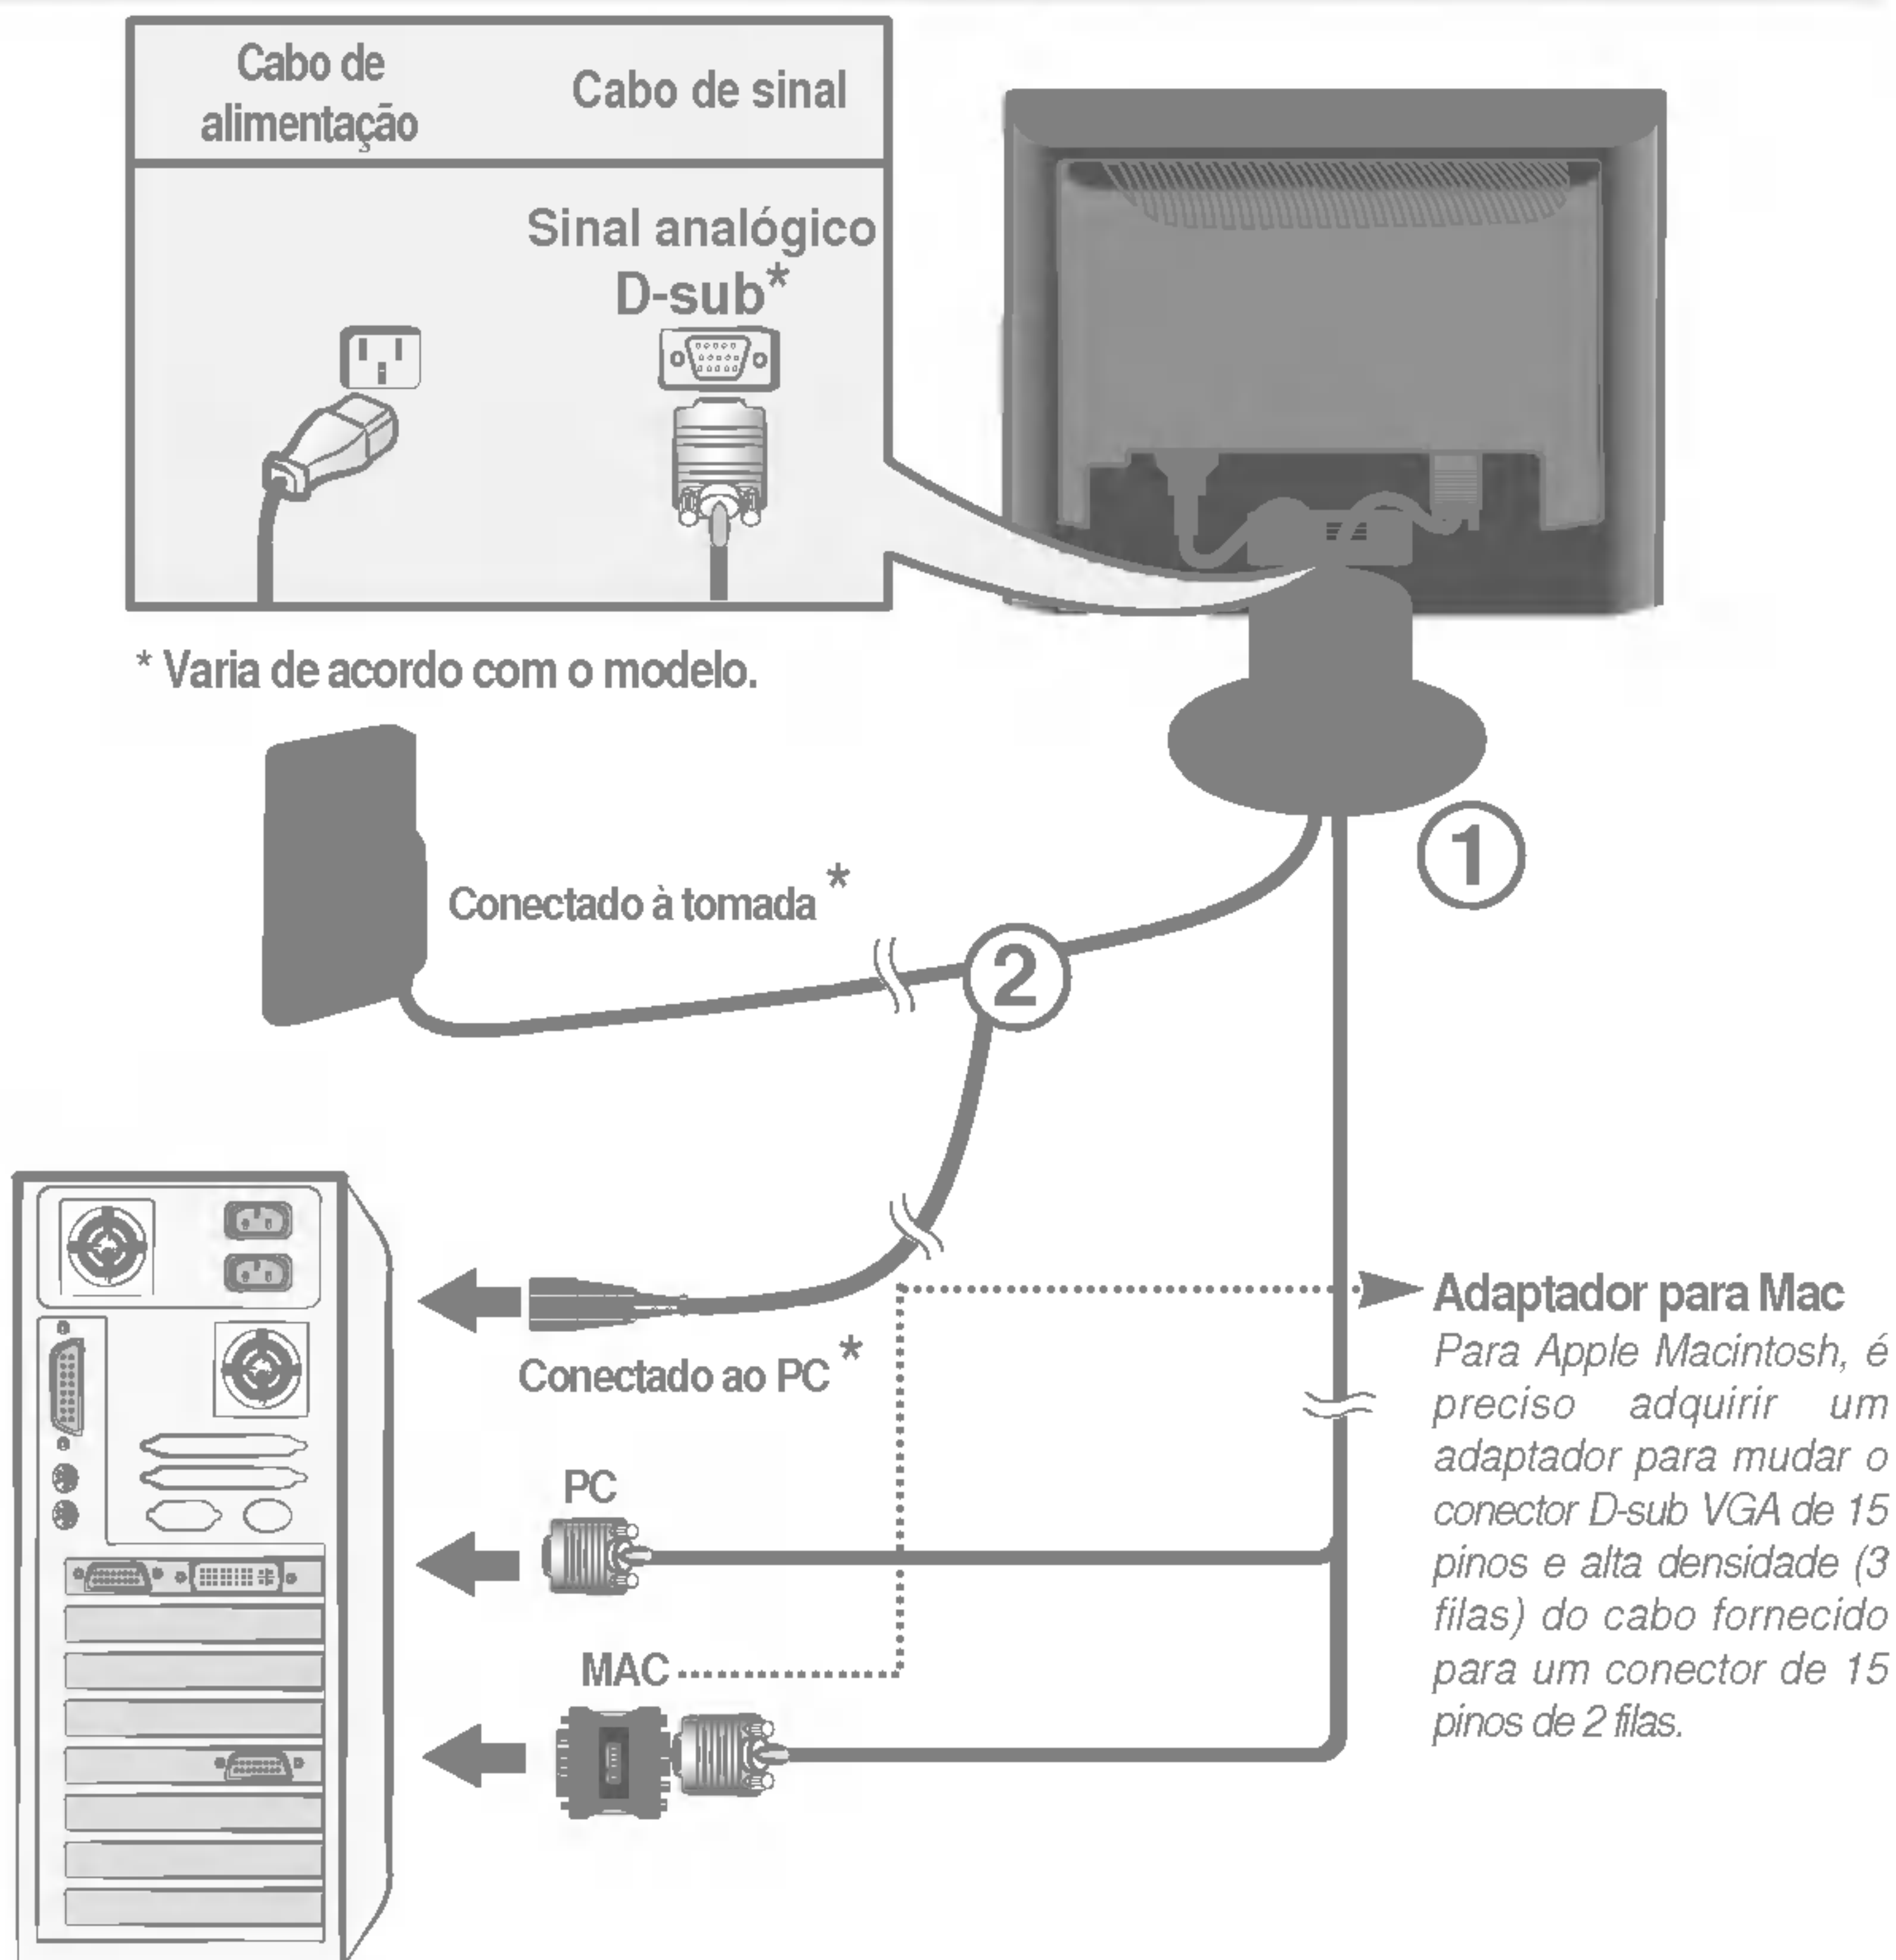 Cabo de
alimentação
Cabo de sinal
Sinal analógico
D-sub*
* Varia de acordo com o modelo.
1
Conectado à tomada *
2
Conectado ao PC *
PC
MAC
Adaptador para Mac
Para Apple Macintosh, é
preciso adquirir um
adaptador para mudar o
conector D-sub VGA de 15
pinos e alta densidade (3
filas) do cabo fornecido
para um conector de 15
pinos de 2 filas.